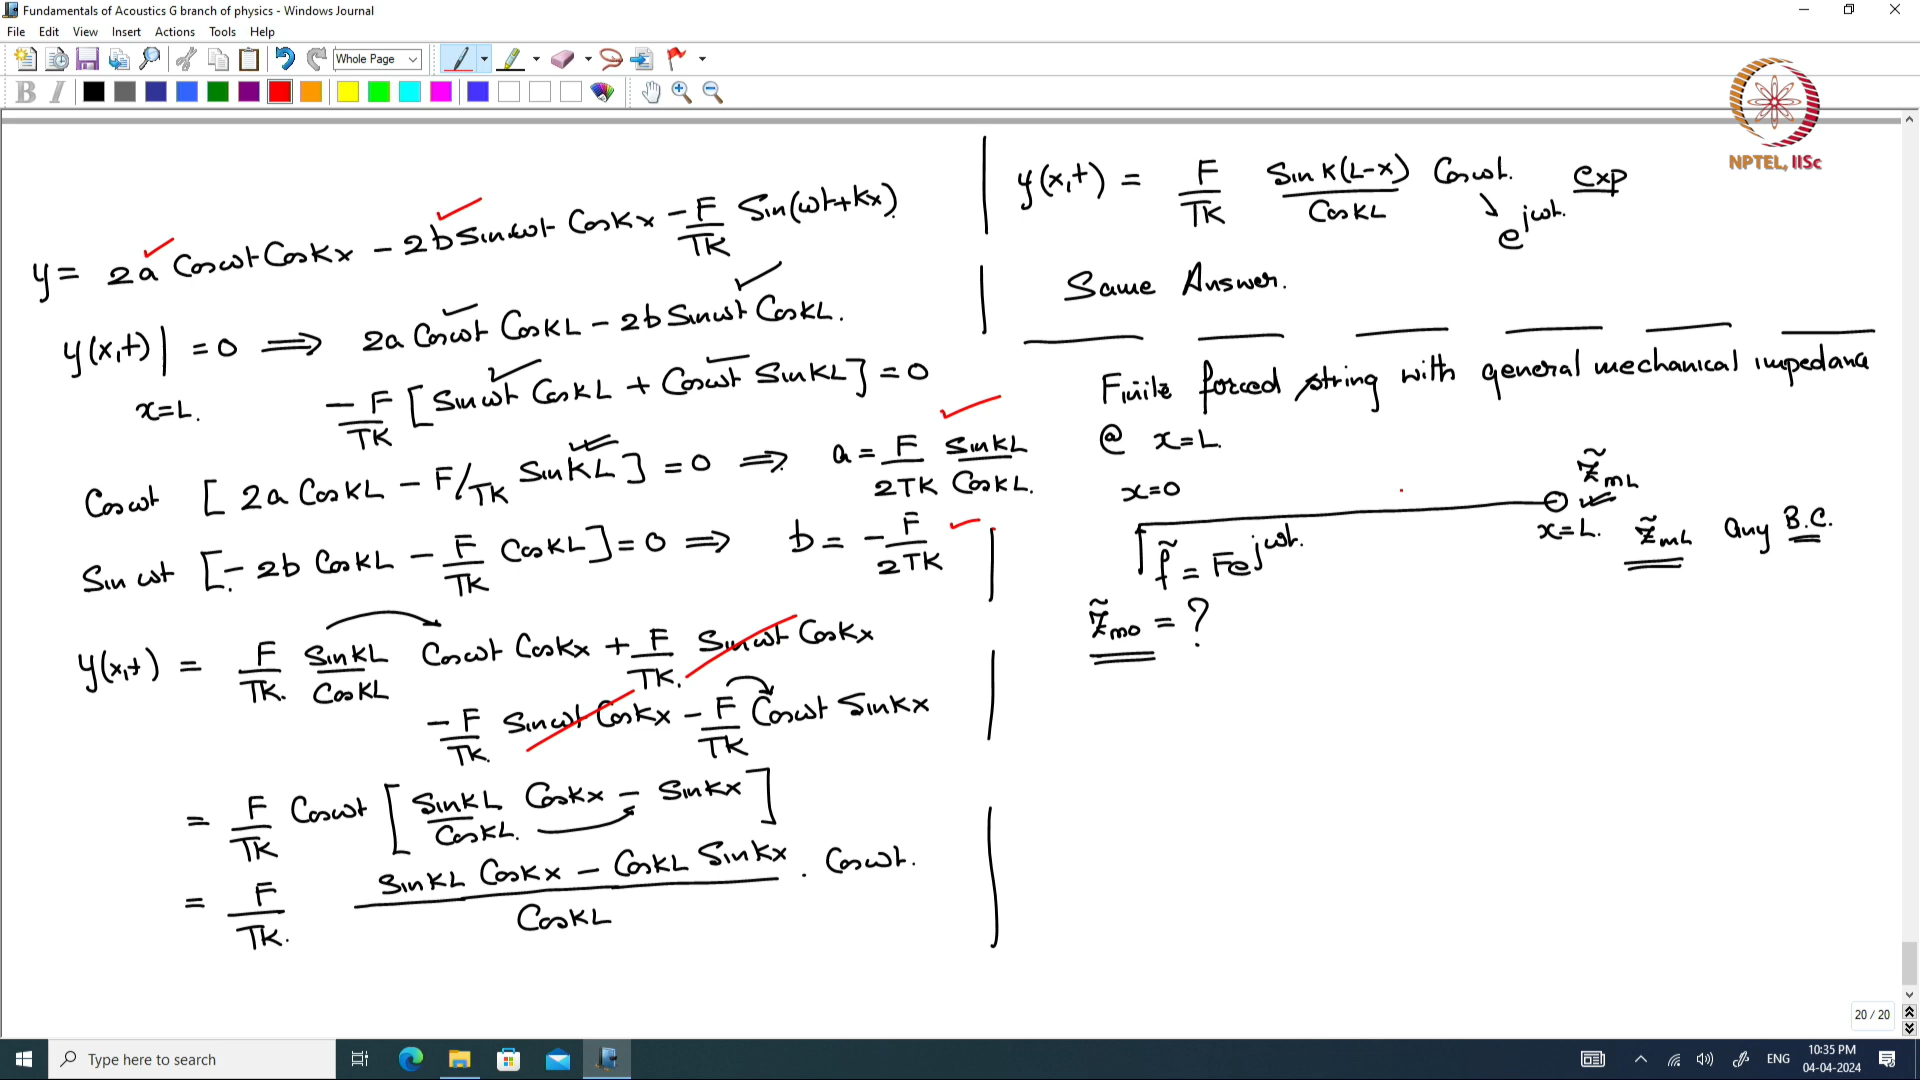 Fundamentals of Acoustics G branch of physics - Windows Journal
File Edit View Insert Actions Tools Help
Whole Page
B I
NPTEL, IISc
y = 2a Cosωt CosKx - 2b Sinωt CosKx - F/TK Sin(ωt+Kx)
y(x,t)| = 0 ⟹ 2a Cosωt CosKL - 2b Sinωt CosKL.
x=L. - F/TK [Sinωt CosKL + Cosωt SinKL] = 0
Cosωt [2a CosKL - F/TK SinKL] = 0 ⟹ a = F/2TK SinKL/CosKL.
Sinωt [- 2b CosKL - F/TK CosKL] = 0 ⟹ b = - F/2TK
y(x,t) = F/TK. SinKL/CosKL Cosωt CosKx + F/TK. Sinωt CosKx
- F/TK. Sinωt CosKx - F/TK Cosωt SinKx
= F/TK Cosωt [SinKL/CosKL. CosKx - SinKx]
= F/TK. (SinKL CosKx - CosKL SinKx)/CosKL . Cosωt.
y(x,t) = F/TK Sin K(L-x)/CosKL Cosωt. exp
e^jωt.
Same Answer.
Finite forced string with general mechanical impedance
@ x=L.
x=0 z̃mL
x=L. z̃mL any B.C.
f̃ = Fe^jωt.
z̃mo = ?
20 / 20
Type here to search
ENG
10:35 PM
04-04-2024